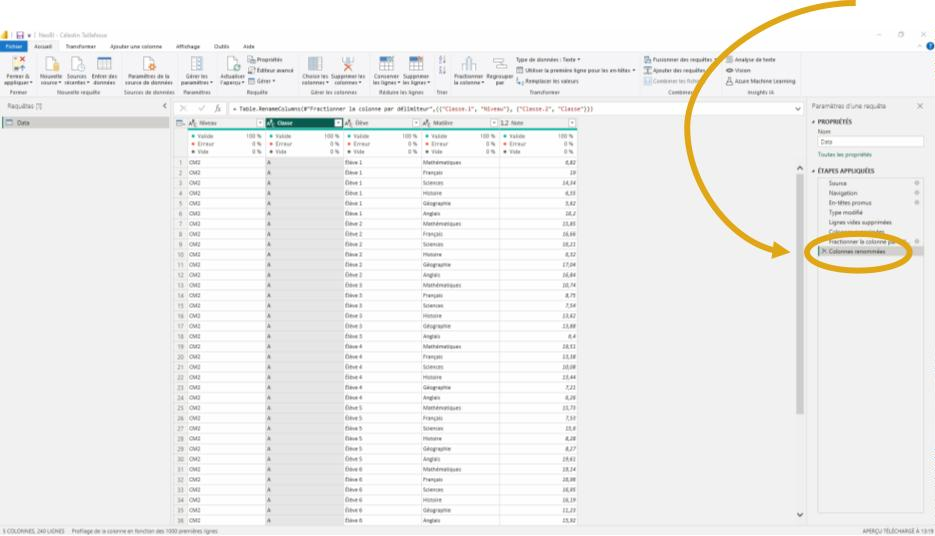 Neo81 - Célestin Taillefosse
Fichier Accueil Transformer Ajouter une colonne Affichage Outils Aide
Fermer & appliquer
Nouvelle source
Sources récentes
Entrer des données
Paramètres de la source de données
Gérer les paramètres
Actualiser l'aperçu
Propriétés
Éditeur avancé
Gérer
Choisir les colonnes
Supprimer les colonnes
Conserver les lignes
Supprimer les lignes
Fractionner la colonne
Regrouper par
Type de données : Texte
Utiliser la première ligne pour les en-têtes
Remplacer les valeurs
Fusionner des requêtes
Ajouter des requêtes
Combiner les fichiers
Analyse de texte
Vision
Azure Machine Learning
Fermer Nouvelle requête Sources de données Paramètres Requête Gérer les colonnes Réduire les lignes Trier Transformer Combiner Insights IA
Requêtes [1]
Data
= Table.RenameColumns(#"Fractionner la colonne par délimiteur",{{"Classe.1", "Niveau"}, {"Classe.2", "Classe"}})
Niveau Classe Élève Matière 1.2 Note
Valide 100 % Valide 100 % Valide 100 % Valide 100 % Valide 100 %
Erreur 0 % Erreur 0 % Erreur 0 % Erreur 0 % Erreur 0 %
Vide 0 % Vide 0 % Vide 0 % Vide 0 % Vide 0 %
1 CM2 A Élève 1 Mathématiques 6,82
2 CM2 A Élève 1 Français 19
3 CM2 A Élève 1 Sciences 14,34
4 CM2 A Élève 1 Histoire 6,55
5 CM2 A Élève 1 Géographie 5,62
6 CM2 A Élève 1 Anglais 16,2
7 CM2 A Élève 2 Mathématiques 15,85
8 CM2 A Élève 2 Français 16,66
9 CM2 A Élève 2 Sciences 18,21
10 CM2 A Élève 2 Histoire 8,52
11 CM2 A Élève 2 Géographie 17,04
12 CM2 A Élève 2 Anglais 16,84
13 CM2 A Élève 3 Mathématiques 10,74
14 CM2 A Élève 3 Français 8,75
15 CM2 A Élève 3 Sciences 7,54
16 CM2 A Élève 3 Histoire 13,62
17 CM2 A Élève 3 Géographie 13,88
18 CM2 A Élève 3 Anglais 8,4
19 CM2 A Élève 4 Mathématiques 18,51
20 CM2 A Élève 4 Français 13,38
21 CM2 A Élève 4 Sciences 10,08
22 CM2 A Élève 4 Histoire 15,44
23 CM2 A Élève 4 Géographie 7,21
24 CM2 A Élève 4 Anglais 6,26
25 CM2 A Élève 5 Mathématiques 15,73
26 CM2 A Élève 5 Français 7,53
27 CM2 A Élève 5 Sciences 15,6
28 CM2 A Élève 5 Histoire 8,28
29 CM2 A Élève 5 Géographie 8,27
30 CM2 A Élève 5 Anglais 19,61
31 CM2 A Élève 6 Mathématiques 18,14
32 CM2 A Élève 6 Français 18,98
33 CM2 A Élève 6 Sciences 16,95
34 CM2 A Élève 6 Histoire 16,19
35 CM2 A Élève 6 Géographie 11,23
36 CM2 A Élève 6 Anglais 15,92
Paramètres d'une requête
PROPRIÉTÉS
Nom
Data
Toutes les propriétés
ÉTAPES APPLIQUÉES
Source
Navigation
En-têtes promus
Type modifié
Lignes vides supprimées
Fractionner la colonne par
Colonnes renommées
5 COLONNES, 240 LIGNES Profilage de la colonne en fonction des 1000 premières lignes
APERÇU TÉLÉCHARGÉ À 13:19